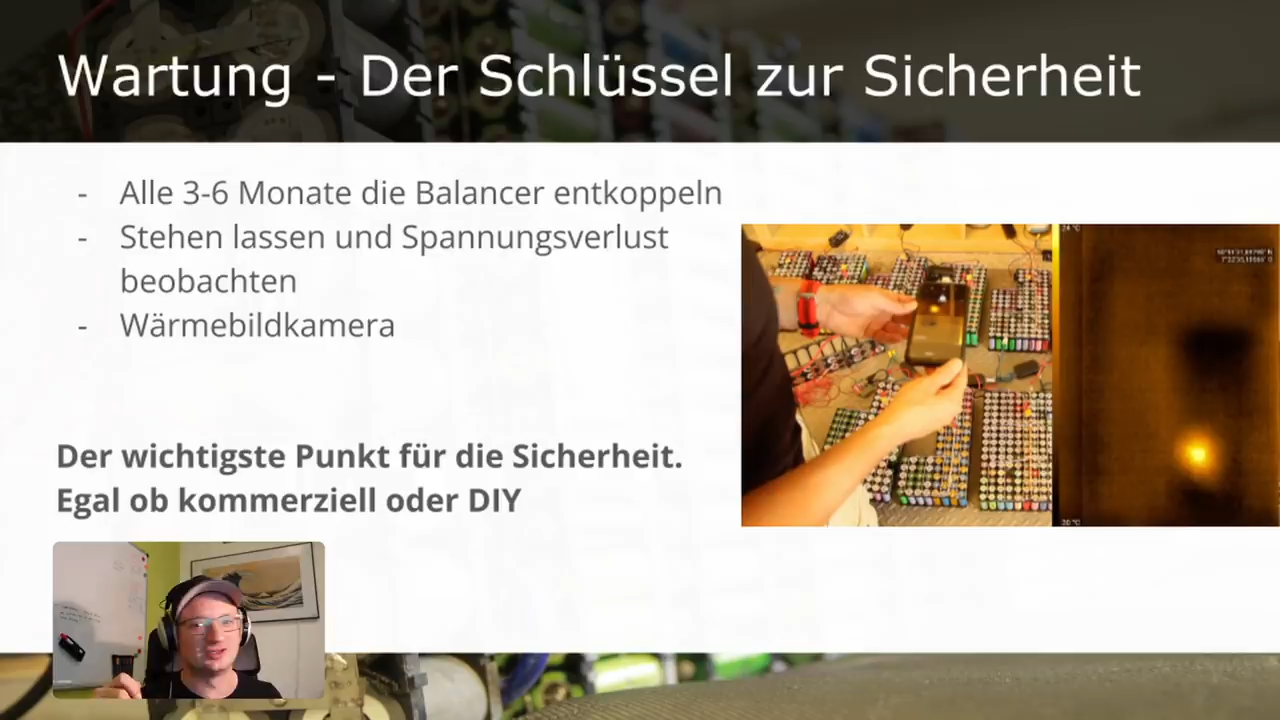 Wartung - Der Schlüssel zur Sicherheit
- Alle 3-6 Monate die Balancer entkoppeln
- Stehen lassen und Spannungsverlust
beobachten
- Wärmebildkamera
Der wichtigste Punkt für die Sicherheit.
Egal ob kommerziell oder DIY